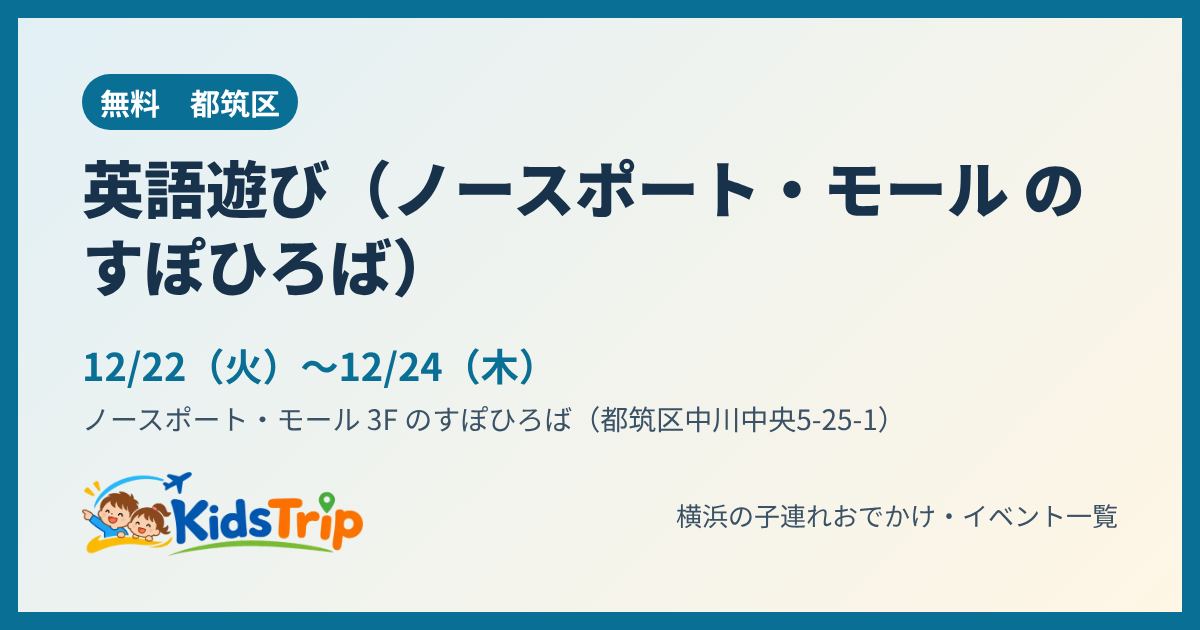 無料　都筑区
英語遊び（ノースポート・モール の
すぽひろば）
12/22（火）～12/24（木）
ノースポート・モール 3F のすぽひろば（都筑区中川中央5-25-1）
KidsTrip
横浜の子連れおでかけ・イベント一覧